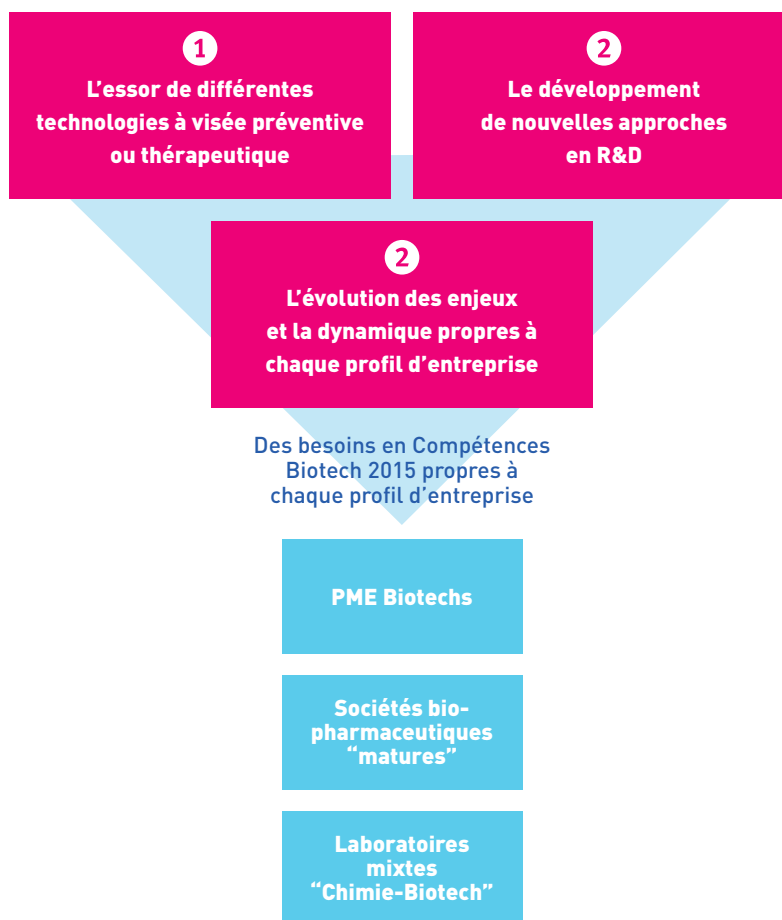 1
L’essor de différentes
technologies à visée préventive
ou thérapeutique
2
Le développement
de nouvelles approches
en R&D
2
L’évolution des enjeux
et la dynamique propres à
chaque profil d’entreprise
Des besoins en Compétences
Biotech 2015 propres à
chaque profil d’entreprise
PME Biotechs
Sociétés bio-
pharmaceutiques
“matures”
Laboratoires
mixtes
“Chimie-Biotech”